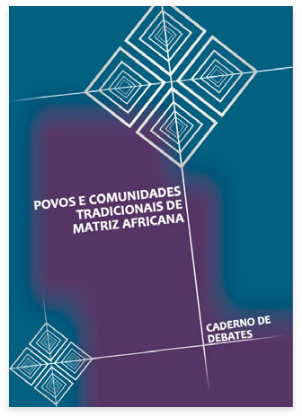 POVOS E COMUNIDADES
TRADICIONAIS DE
MATRIZ AFRICANA
CADERNO DE
DEBATES